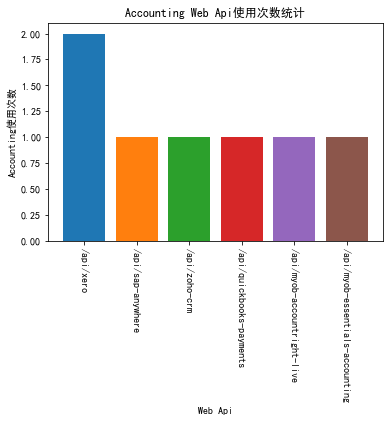 Accounting Web Api使用次数统计
Accounting使用次数
2.00
1.75
1.50
1.25
1.00
0.75
0.50
0.25
0.00
/api/xero
/api/sap-anywhere
/api/zoho-crm
/api/quickbooks-payments
/api/myob-accountright-live
/api/myob-essentials-accounting
Web Api